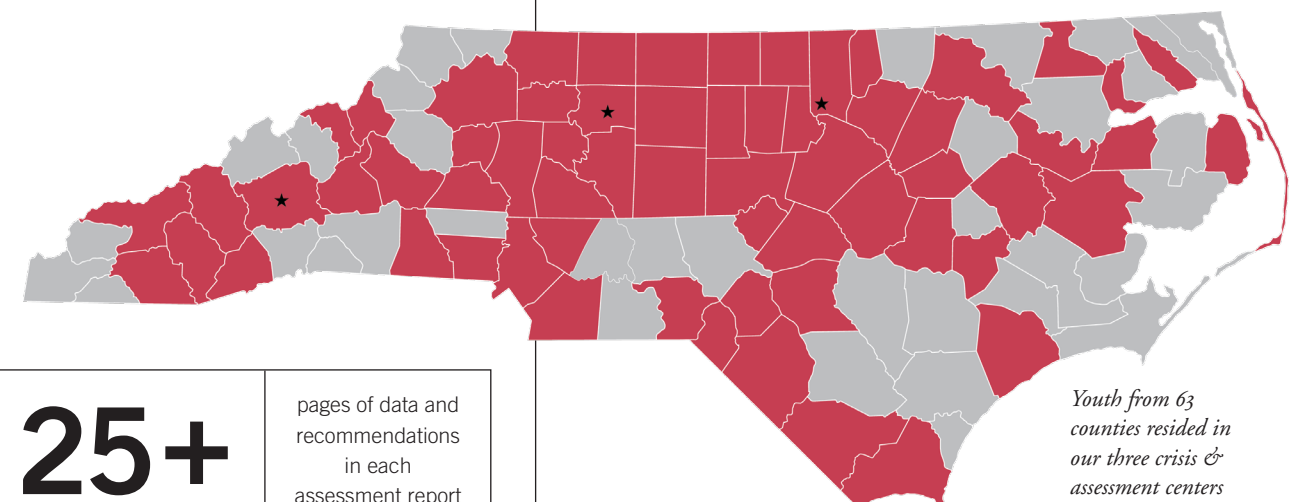 25+
pages of data and
recommendations
in each
assessment report
Youth from 63
counties resided in
our three crisis &
assessment centers